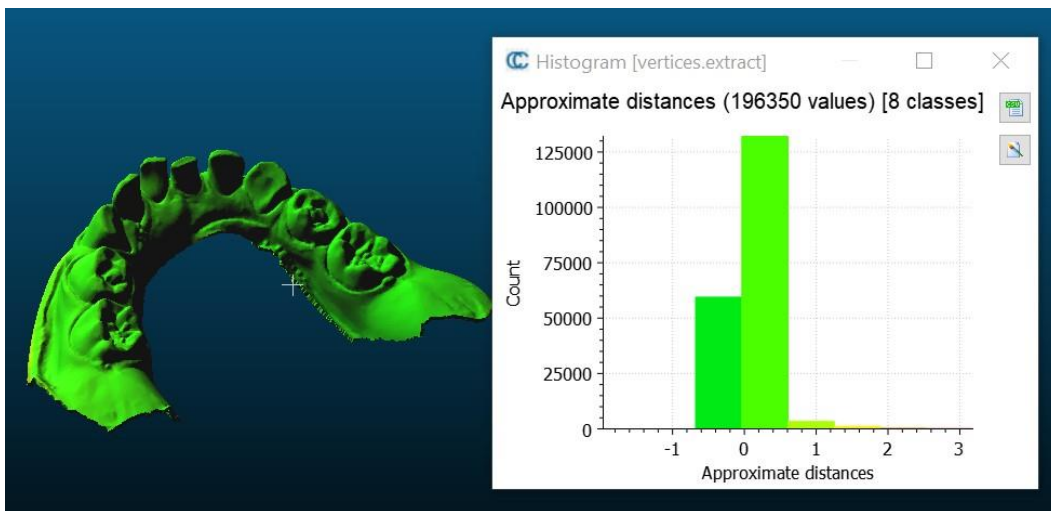 Histogram [vertices.extract]
Approximate distances (196350 values) [8 classes]
125000
100000
75000
50000
25000
0
Count
-1 0 1 2 3
Approximate distances